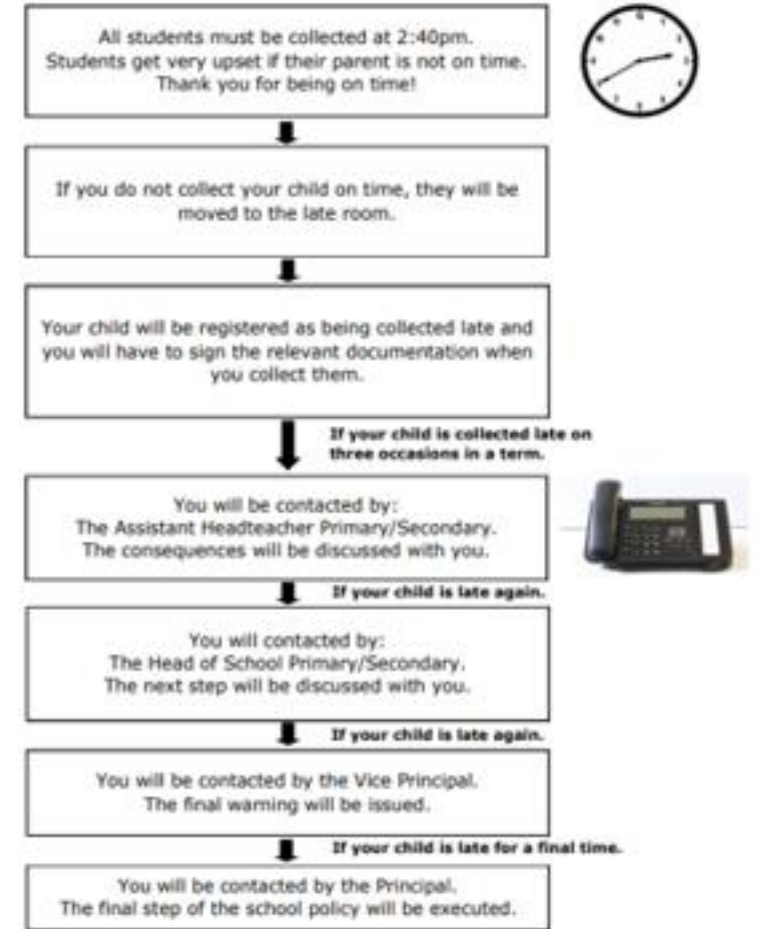 All students must be collected at 2:40pm.
Students get very upset if their parent is not on time.
Thank you for being on time!
If you do not collect your child on time, they will be
moved to the late room.
Your child will be registered as being collected late and
you will have to sign the relevant documentation when
you collect them.
If your child is collected late on
three occasions in a term.
You will be contacted by:
The Assistant Headteacher Primary/Secondary.
The consequences will be discussed with you.
If your child is late again.
You will contacted by:
The Head of School Primary/Secondary.
The next step will be discussed with you.
If your child is late again.
You will be contacted by the Vice Principal.
The final warning will be issued.
If your child is late for a final time.
You will be contacted by the Principal.
The final step of the school policy will be executed.